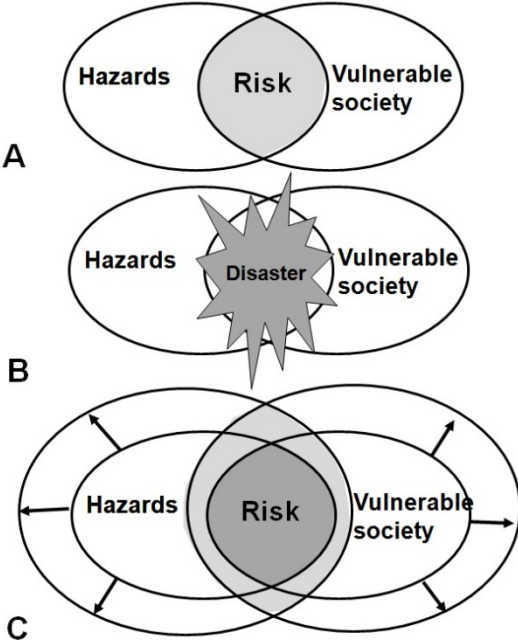 Hazards
Risk
Vulnerable
society
A
Hazards
Disaster
Vulnerable
society
B
Hazards
Risk
Vulnerable
society
C